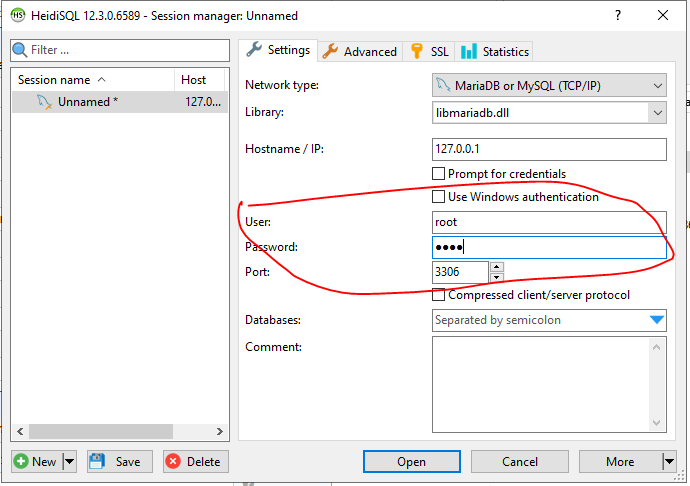 HeidiSQL 12.3.0.6589 - Session manager: Unnamed
Filter ...
Session name Host
Unnamed * 127.0...
Settings Advanced SSL Statistics
Network type: MariaDB or MySQL (TCP/IP)
Library: libmariadb.dll
Hostname / IP: 127.0.0.1
Prompt for credentials
Use Windows authentication
User: root
Password: ●●●●
Port: 3306
Compressed client/server protocol
Databases: Separated by semicolon
Comment:
New Save Delete Open Cancel More